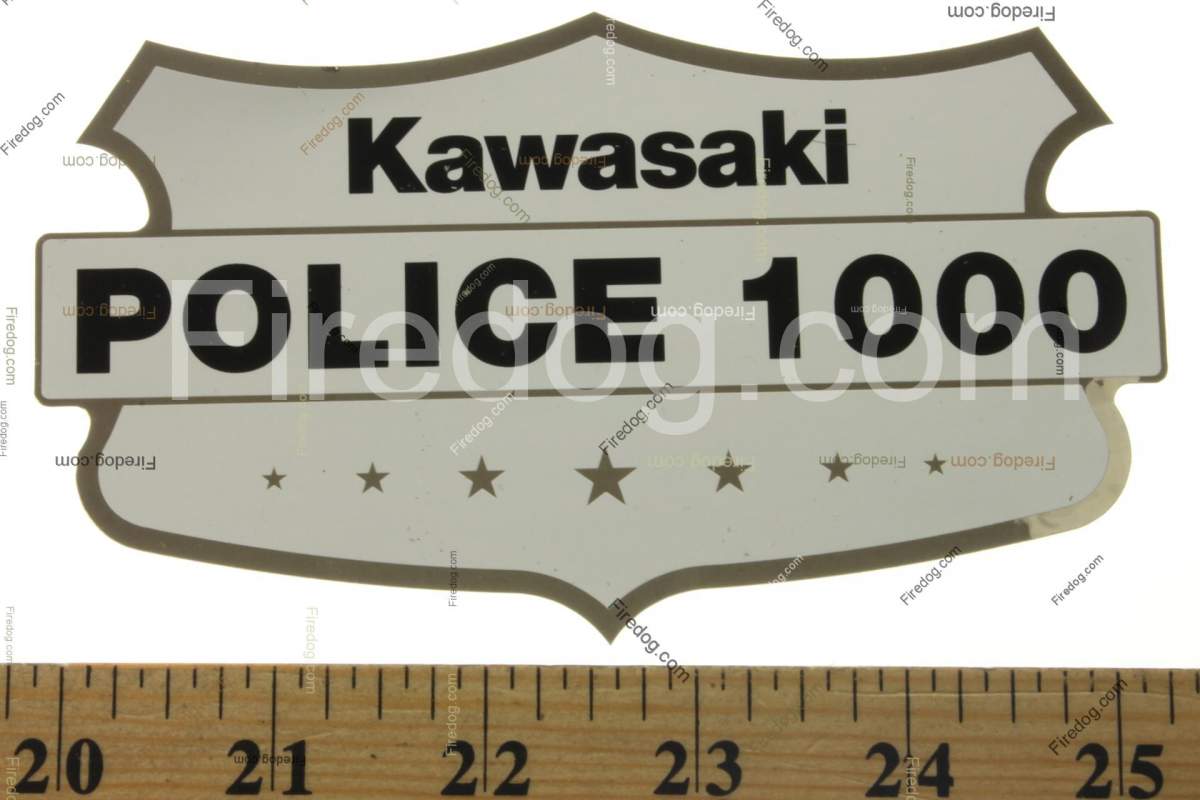 Kawasaki
POLICE 1000
Firedog.com
20 21 22 23 24 25